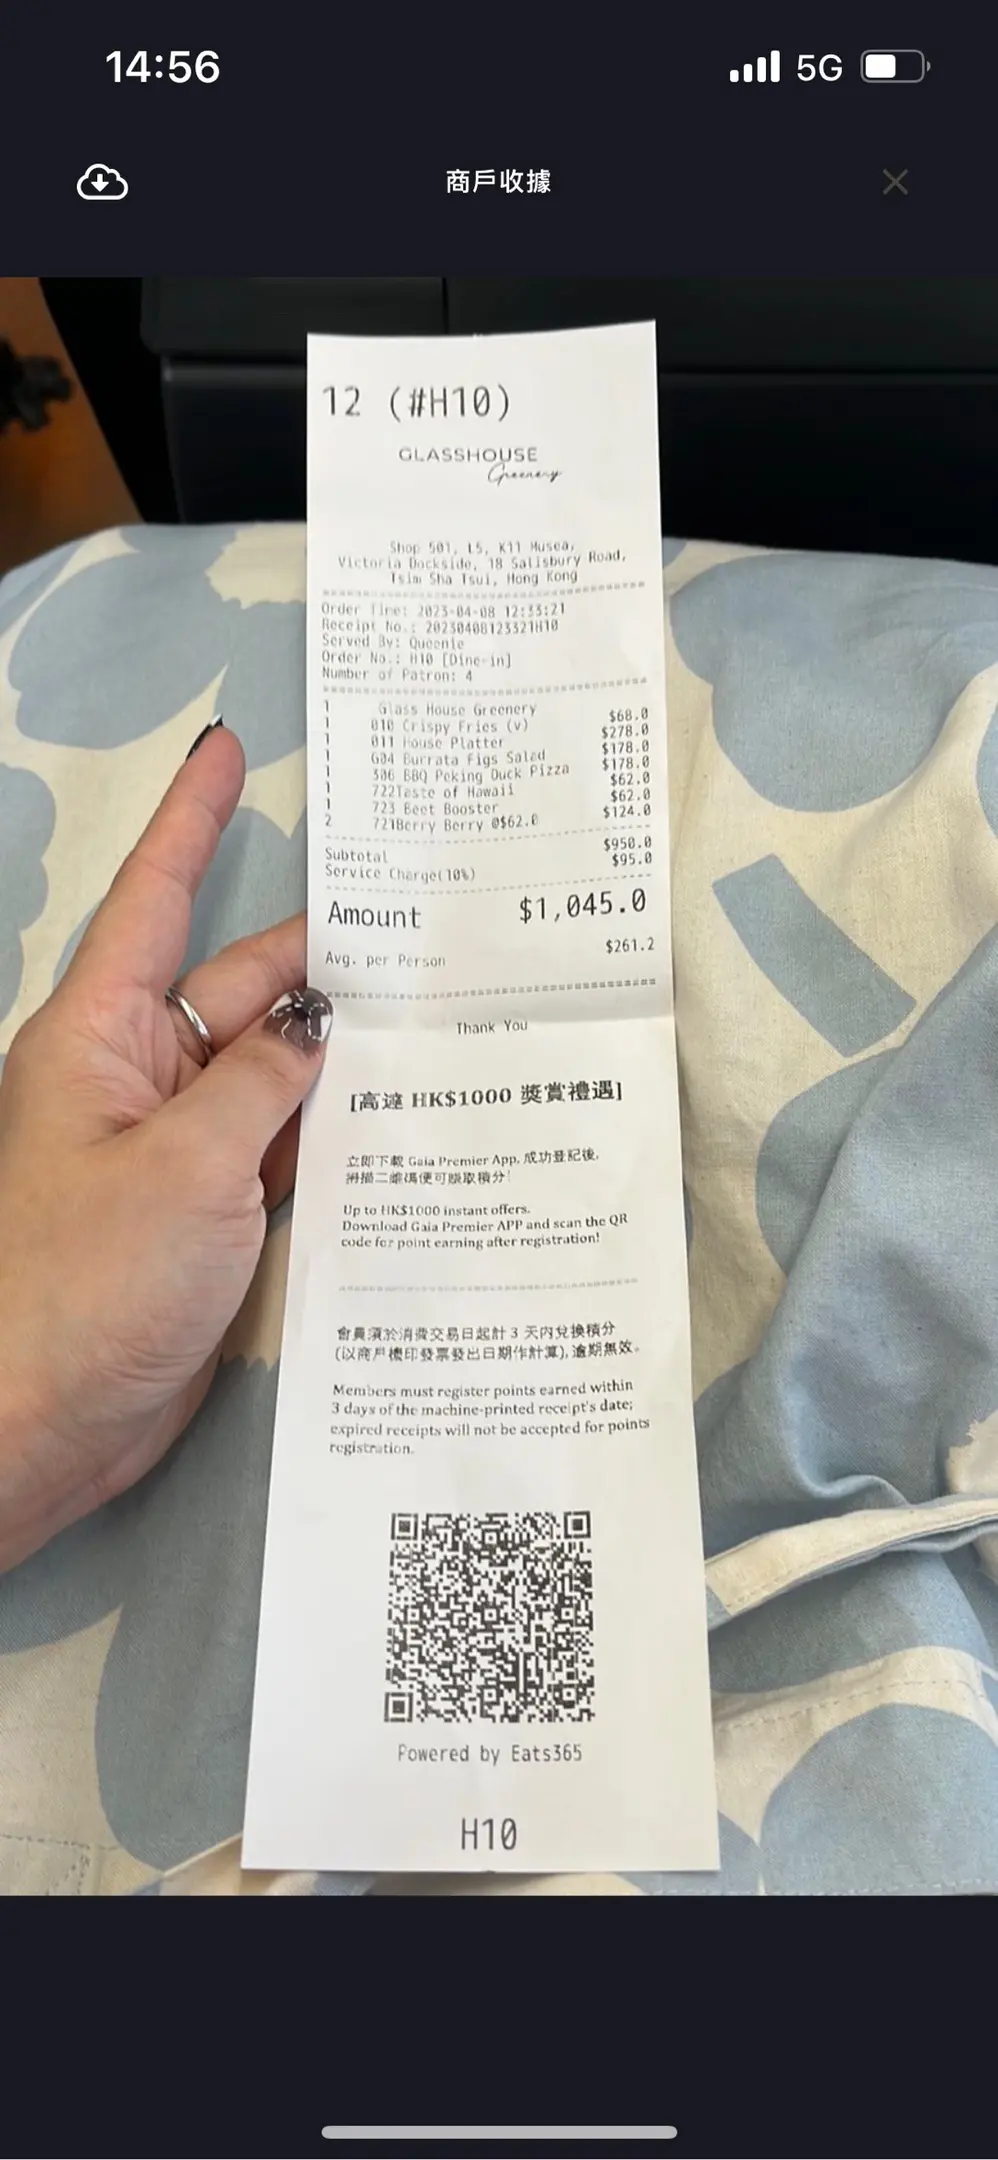 14:56
5G
商戶收據
12 (#H10)
GLASSHOUSE
Greenery
Shop 501, L5, K11 Musea,
Victoria Dockside, 18 Salisbury Road,
Tsim Sha Tsui, Hong Kong
Order Time: 2023-04-08 12:33:21
Receipt No.: 20230408123321H10
Served By: Queenie
Order No.: H10 [Dine-in]
Number of Patron: 4
1 Glass House Greenery
1 010 Crispy Fries (v) $68.0
1 011 House Platter $278.0
1 G04 Burrata Figs Salad $178.0
1 306 BBQ Peking Duck Pizza $178.0
1 722Taste of Hawaii $62.0
1 723 Beet Booster $62.0
2 721Berry Berry @$62.0 $124.0
Subtotal $950.0
Service Charge(10%) $95.0
Amount $1,045.0
Avg. per Person $261.2
Thank You
[高達 HK$1000 獎賞禮遇]
立即下載 Gaia Premier App, 成功登記後,
掃描二維碼便可賺取積分!
Up to HK$1000 instant offers.
Download Gaia Premier APP and scan the QR
code for point earning after registration!
會員須於消費交易日起計 3 天內兌換積分
(以商戶機印發票發出日期作計算), 逾期無效。
Members must register points earned within
3 days of the machine-printed receipt's date;
expired receipts will not be accepted for points
registration.
Powered by Eats365
H10